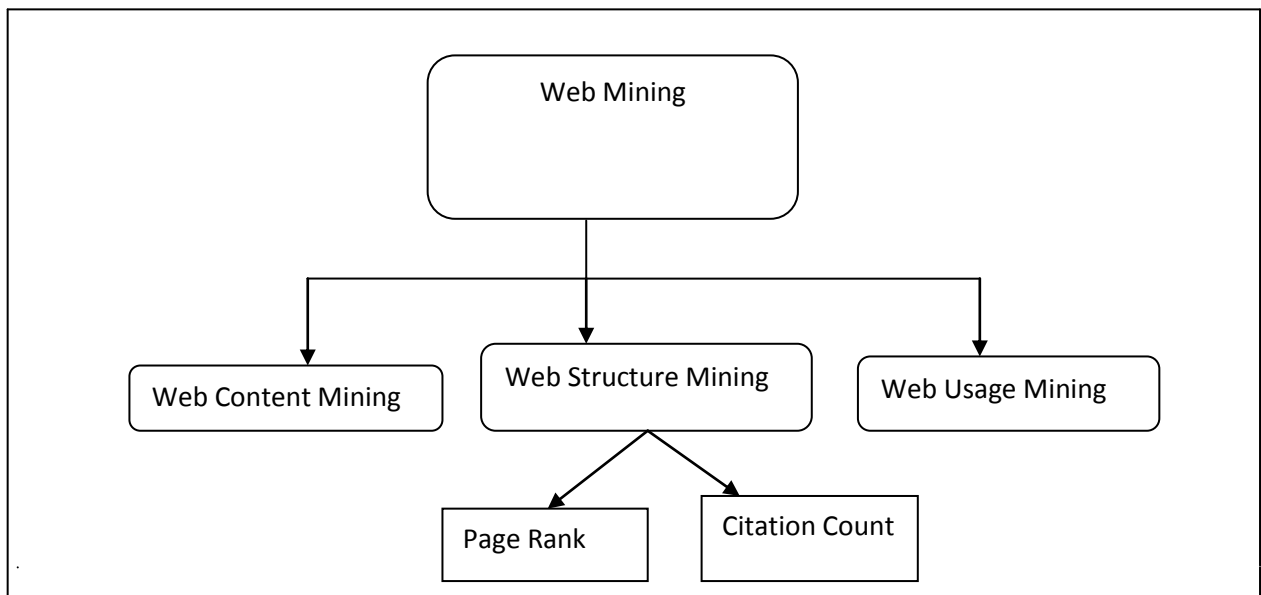 Web Mining
Web Content Mining
Web Structure Mining
Web Usage Mining
Page Rank
Citation Count
.